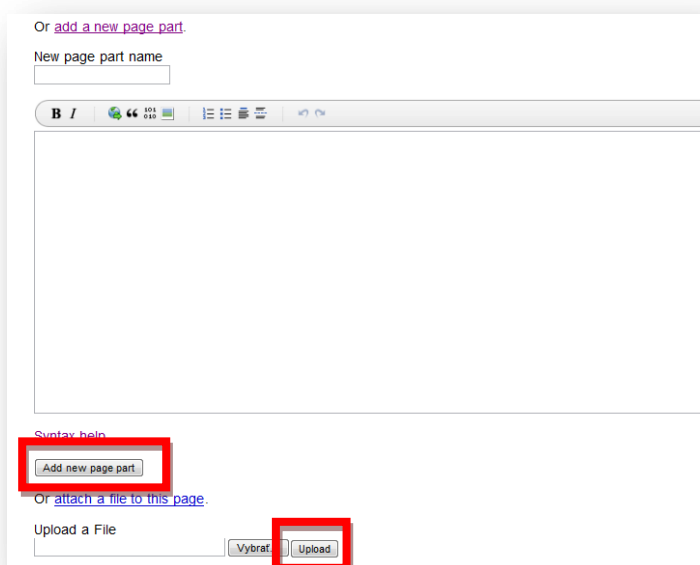 Or add a new page part.
New page part name
B I
Syntax help
Add new page part
Or attach a file to this page.
Upload a File
Upload